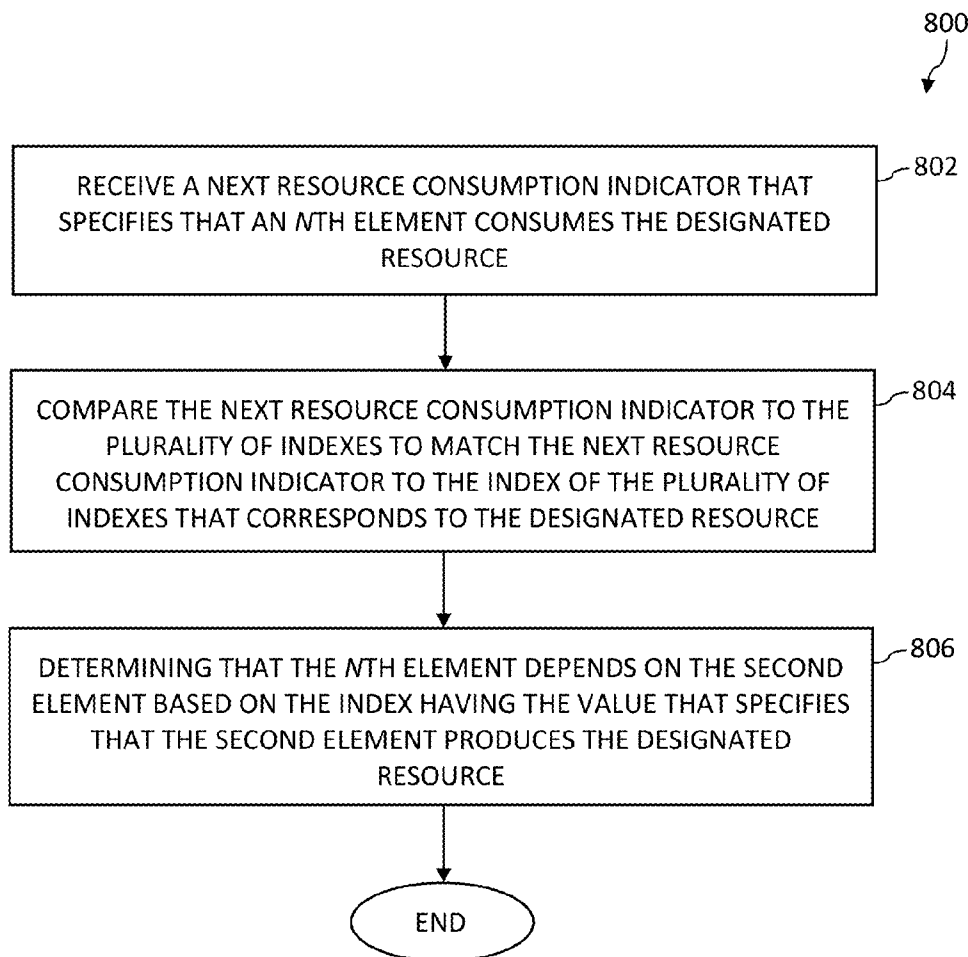 800
RECEIVE A NEXT RESOURCE CONSUMPTION INDICATOR THAT
SPECIFIES THAT AN NTH ELEMENT CONSUMES THE DESIGNATED
RESOURCE
802
COMPARE THE NEXT RESOURCE CONSUMPTION INDICATOR TO THE
PLURALITY OF INDEXES TO MATCH THE NEXT RESOURCE
CONSUMPTION INDICATOR TO THE INDEX OF THE PLURALITY OF
INDEXES THAT CORRESPONDS TO THE DESIGNATED RESOURCE
804
DETERMINING THAT THE NTH ELEMENT DEPENDS ON THE SECOND
ELEMENT BASED ON THE INDEX HAVING THE VALUE THAT SPECIFIES
THAT THE SECOND ELEMENT PRODUCES THE DESIGNATED
RESOURCE
806
END